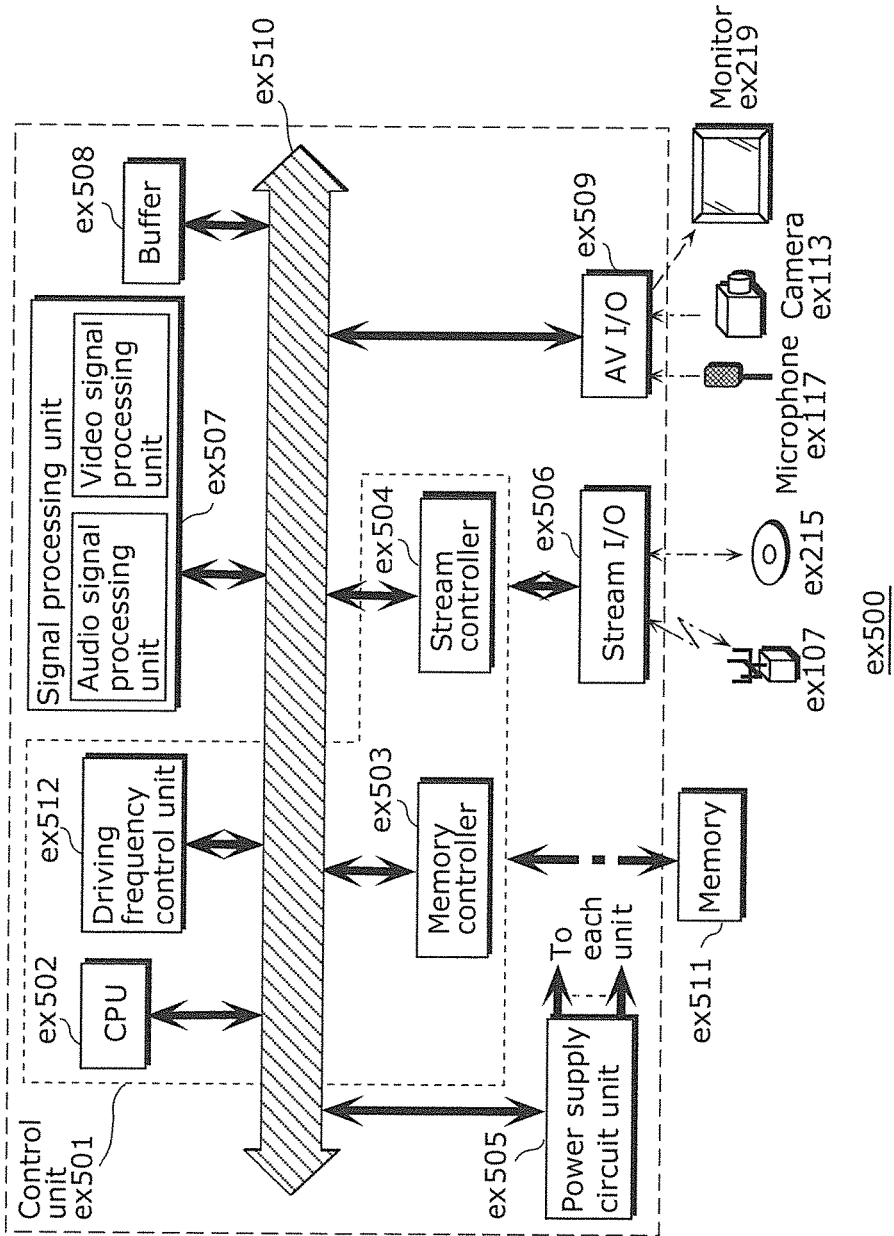 Control
unit
ex501
ex502
CPU
ex512
Driving
frequency
control unit
Signal processing unit
Audio signal
processing
unit
Video signal
processing
unit
ex507
ex508
Buffer
ex510
ex505
Power supply
circuit unit
To
each
unit
ex503
Memory
controller
ex504
Stream
controller
ex506
Stream I/O
ex509
AV I/O
ex511
Memory
ex107
ex215
Microphone
ex117
Camera
ex113
Monitor
ex219
ex500